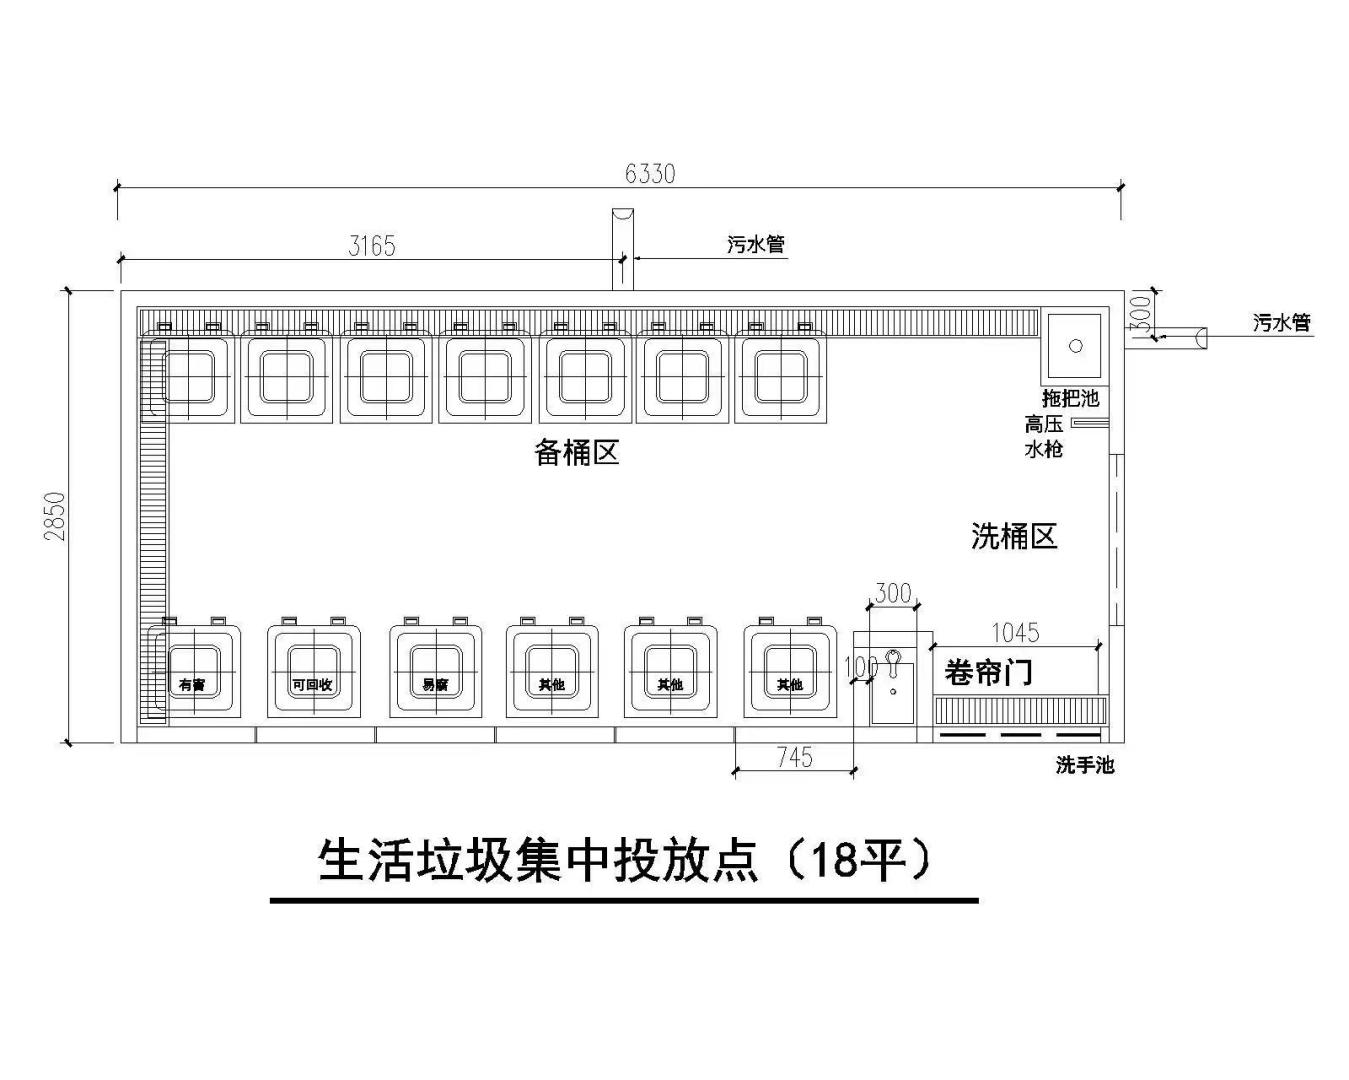 6330
3165
污水管
300
污水管
拖把池
高压
水枪
备桶区
2850
洗桶区
300
1045
100
卷帘门
有害
可回收
易腐
其他
其他
其他
745
洗手池
生活垃圾集中投放点（18平）